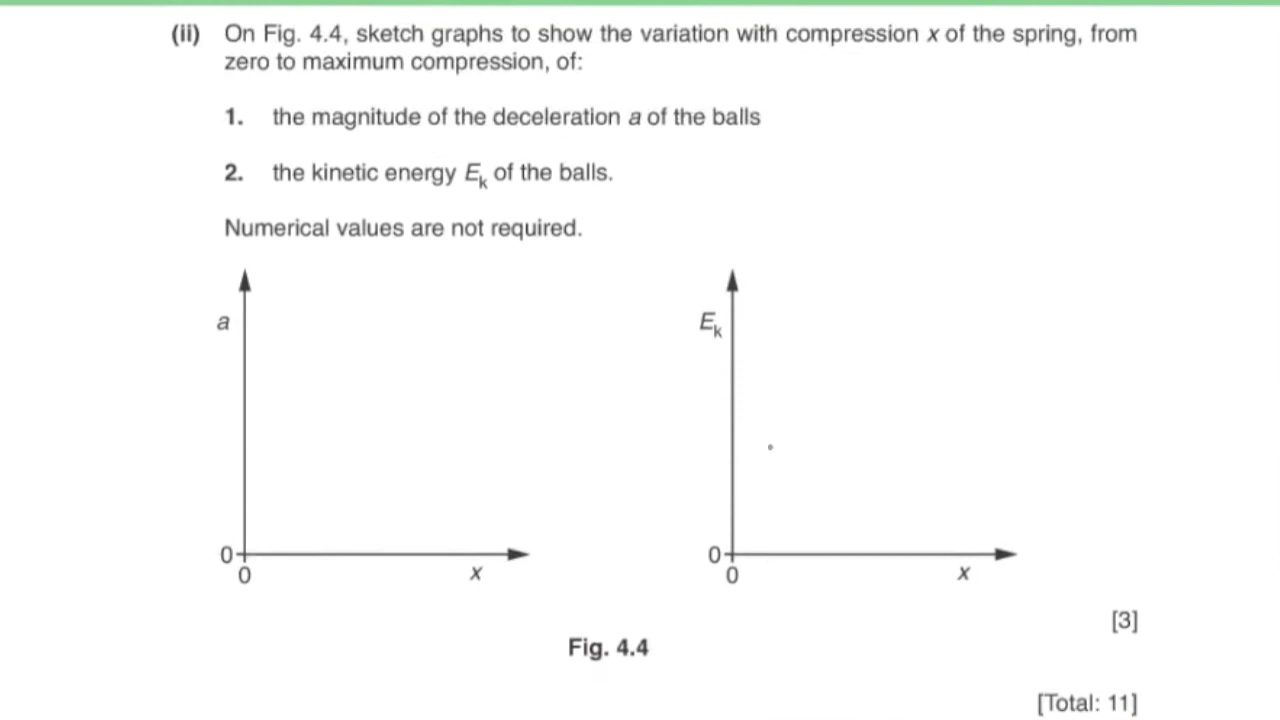 (ii) On Fig. 4.4, sketch graphs to show the variation with compression x of the spring, from
zero to maximum compression, of:
1. the magnitude of the deceleration a of the balls
2. the kinetic energy Ek of the balls.
Numerical values are not required.
a
Ek
0
0
x
0
0
x
[3]
Fig. 4.4
[Total: 11]